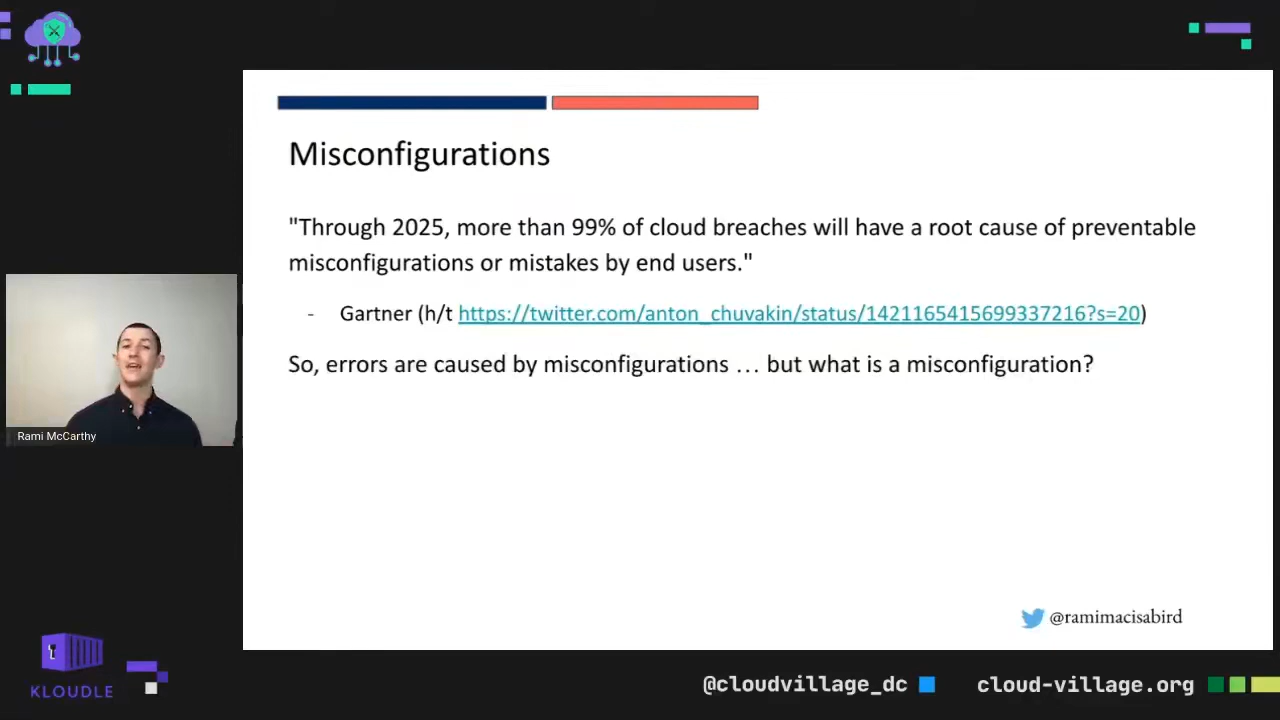 Misconfigurations
"Through 2025, more than 99% of cloud breaches will have a root cause of preventable
misconfigurations or mistakes by end users."
- Gartner (h/t https://twitter.com/anton_chuvakin/status/1421165415699337216?s=20)
So, errors are caused by misconfigurations … but what is a misconfiguration?
Rami McCarthy
@ramimacisabird
KLOUDLE
@cloudvillage_dc
cloud-village.org